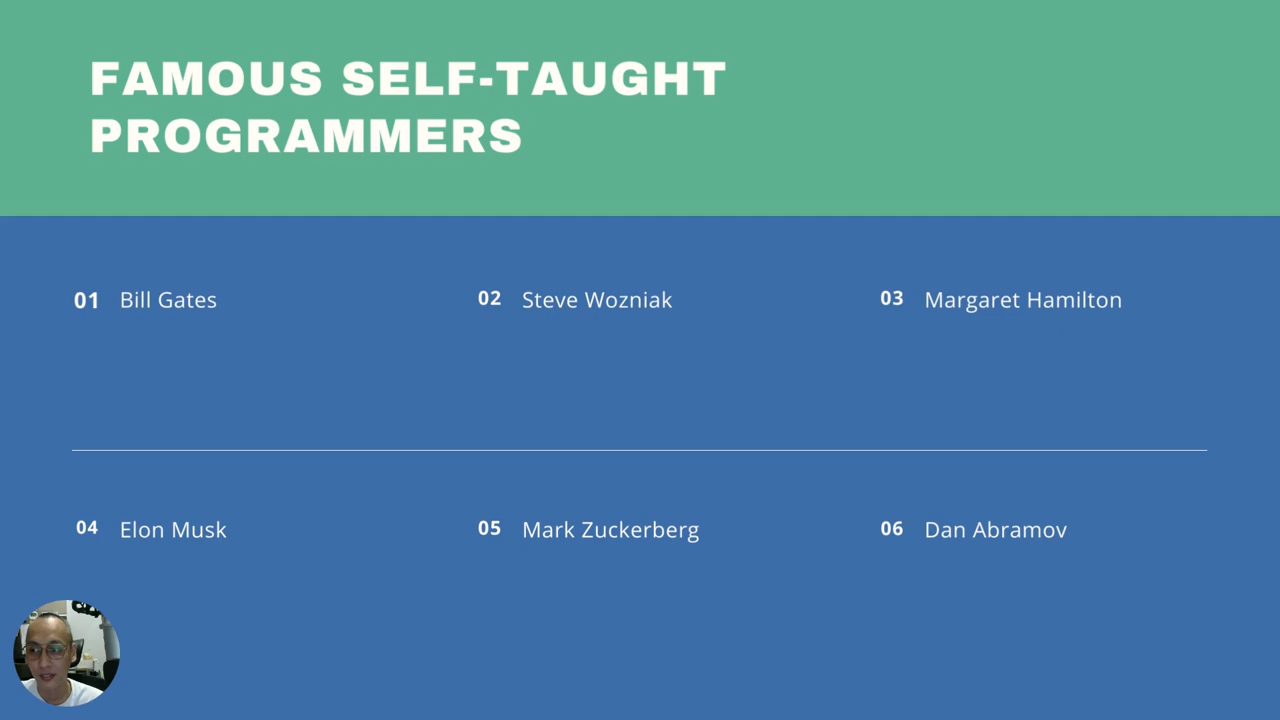 FAMOUS SELF-TAUGHT
PROGRAMMERS
01 Bill Gates
02 Steve Wozniak
03 Margaret Hamilton
04 Elon Musk
05 Mark Zuckerberg
06 Dan Abramov